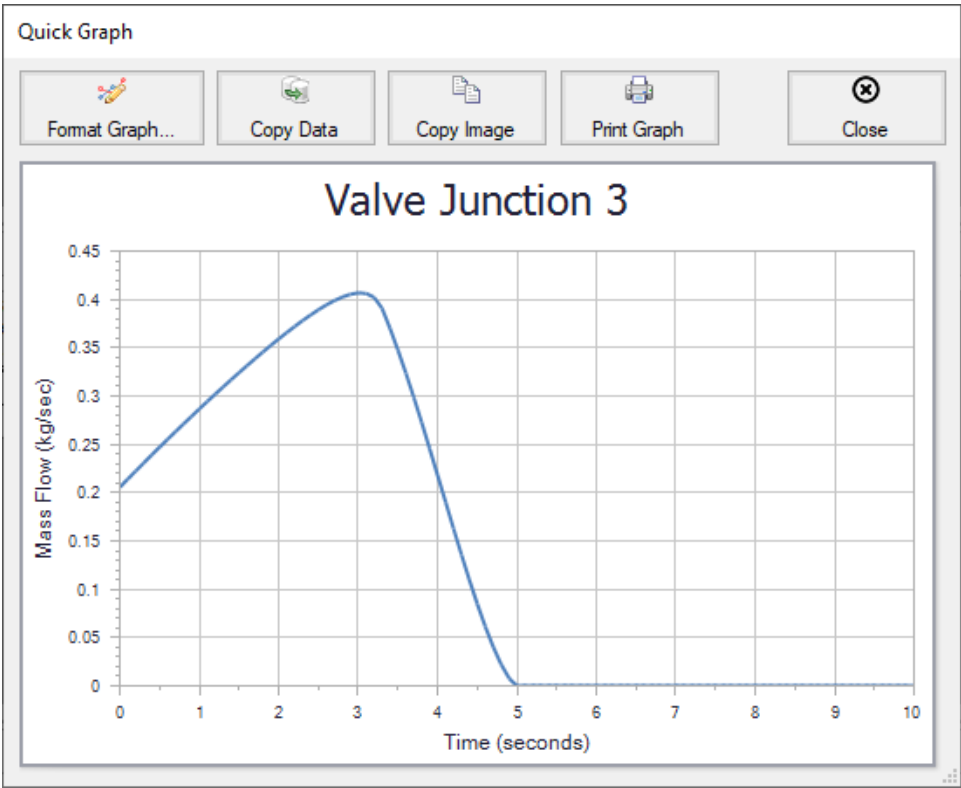 Quick Graph
Format Graph... Copy Data Copy Image Print Graph Close
Valve Junction 3
Mass Flow (kg/sec)
0.45
0.4
0.35
0.3
0.25
0.2
0.15
0.1
0.05
0
0 1 2 3 4 5 6 7 8 9 10
Time (seconds)